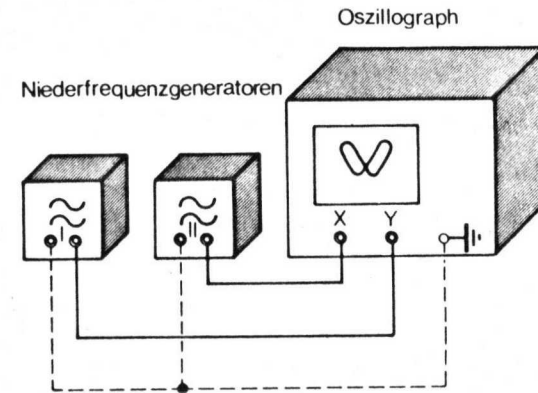 Oszillograph
Niederfrequenzgeneratoren
I
II
X Y